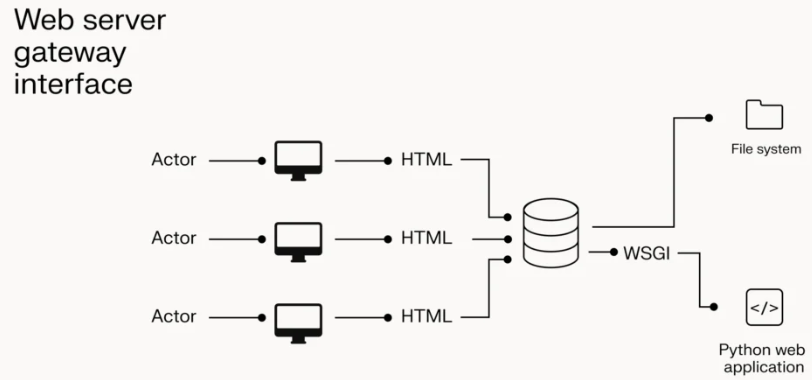 Web server
gateway
interface
Actor
HTML
Actor
HTML
Actor
HTML
File system
WSGI
</>
Python web
application